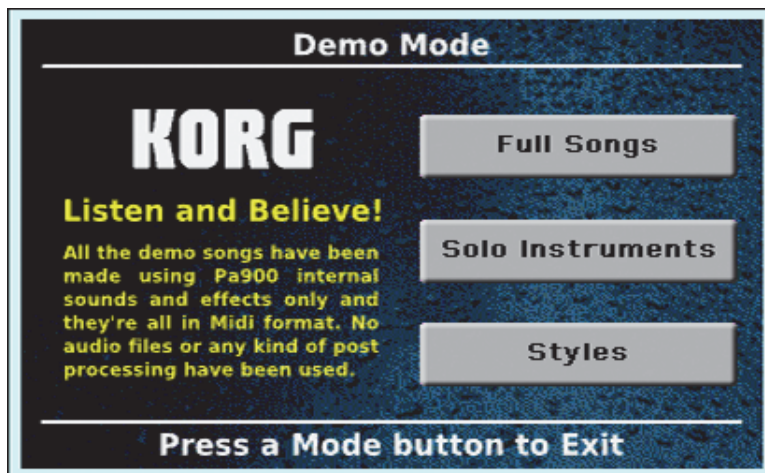 Demo Mode
KORG
Listen and Believe!
All the demo songs have been
made using Pa900 internal
sounds and effects only and
they're all in Midi format. No
audio files or any kind of post
processing have been used.
Full Songs
Solo Instruments
Styles
Press a Mode button to Exit